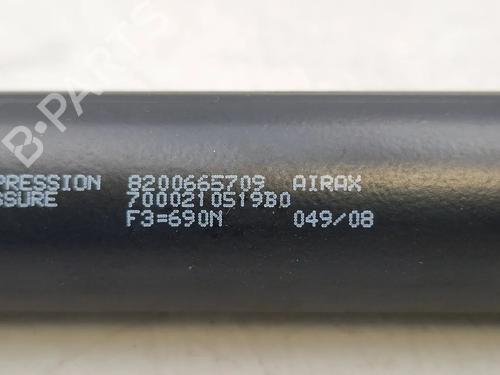 B-PARTS
PRESSION 8200665709 AIRAX
SSURE 7000210519B0
F3=690N 049/08